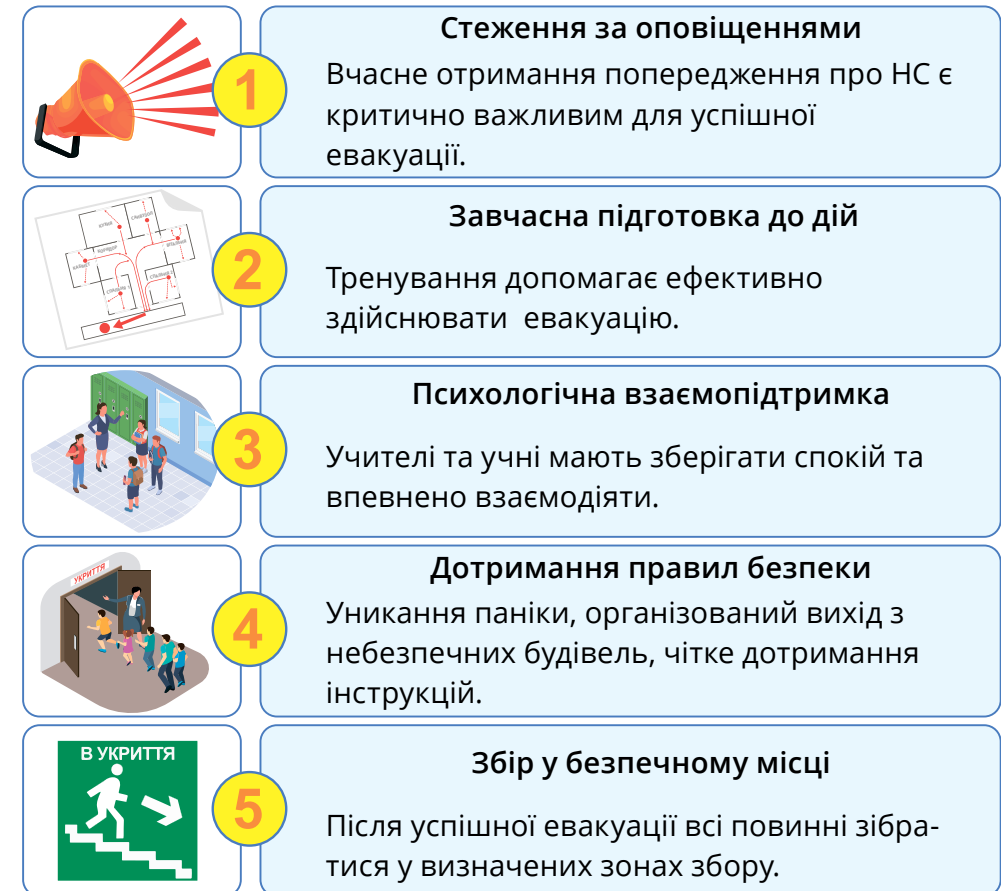 Стеження за оповіщеннями
1
Вчасне отримання попередження про НС є
критично важливим для успішної
евакуації.
Завчасна підготовка до дій
2
Тренування допомагає ефективно
здійснювати евакуацію.
Психологічна взаємопідтримка
3
Учителі та учні мають зберігати спокій та
впевнено взаємодіяти.
УКРИТТЯ
Дотримання правил безпеки
4
Уникання паніки, організований вихід з
небезпечних будівель, чітке дотримання
інструкцій.
В УКРИТТЯ
Збір у безпечному місці
5
Після успішної евакуації всі повинні зібра-
тися у визначених зонах збору.